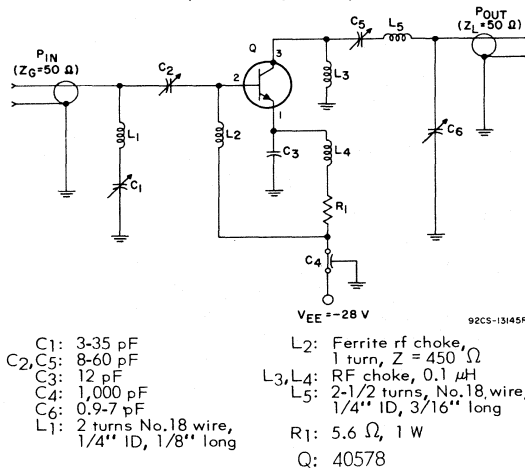 PIN
(ZG=50 Ω)
C2
Q
3
2
1
C5
L5
POUT
(ZL=50 Ω)
L1
C1
L2
C3
L4
L3
C6
R1
C4
VEE = -28 V
92CS-13145R
C1: 3-35 pF
C2,C5: 8-60 pF
C3: 12 pF
C4: 1,000 pF
C6: 0.9-7 pF
L1: 2 turns No.18 wire,
1/4" ID, 1/8" long
L2: Ferrite rf choke,
1 turn, Z = 450 Ω
L3,L4: RF choke, 0.1 μH
L5: 2-1/2 turns, No.18 wire,
1/4" ID, 3/16" long
R1: 5.6 Ω, 1 W
Q: 40578